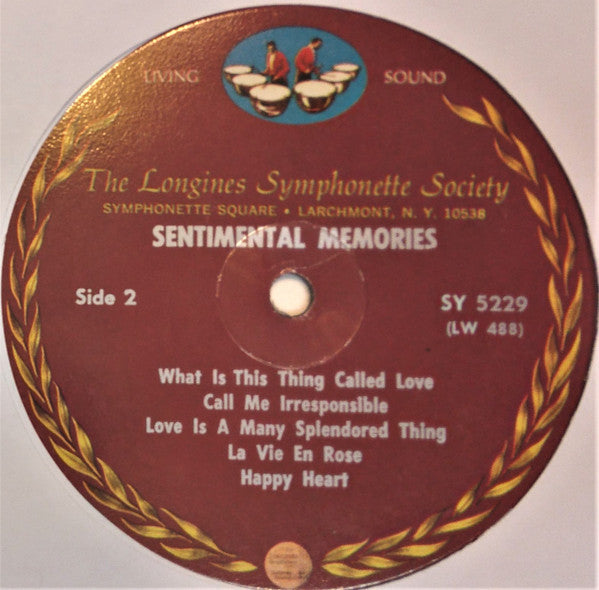 LIVING SOUND
The Longines Symphonette Society
SYMPHONETTE SQUARE • LARCHMONT, N. Y. 10538
SENTIMENTAL MEMORIES
Side 2
SY 5229
(LW 488)
What Is This Thing Called Love
Call Me Irresponsible
Love Is A Many Splendored Thing
La Vie En Rose
Happy Heart